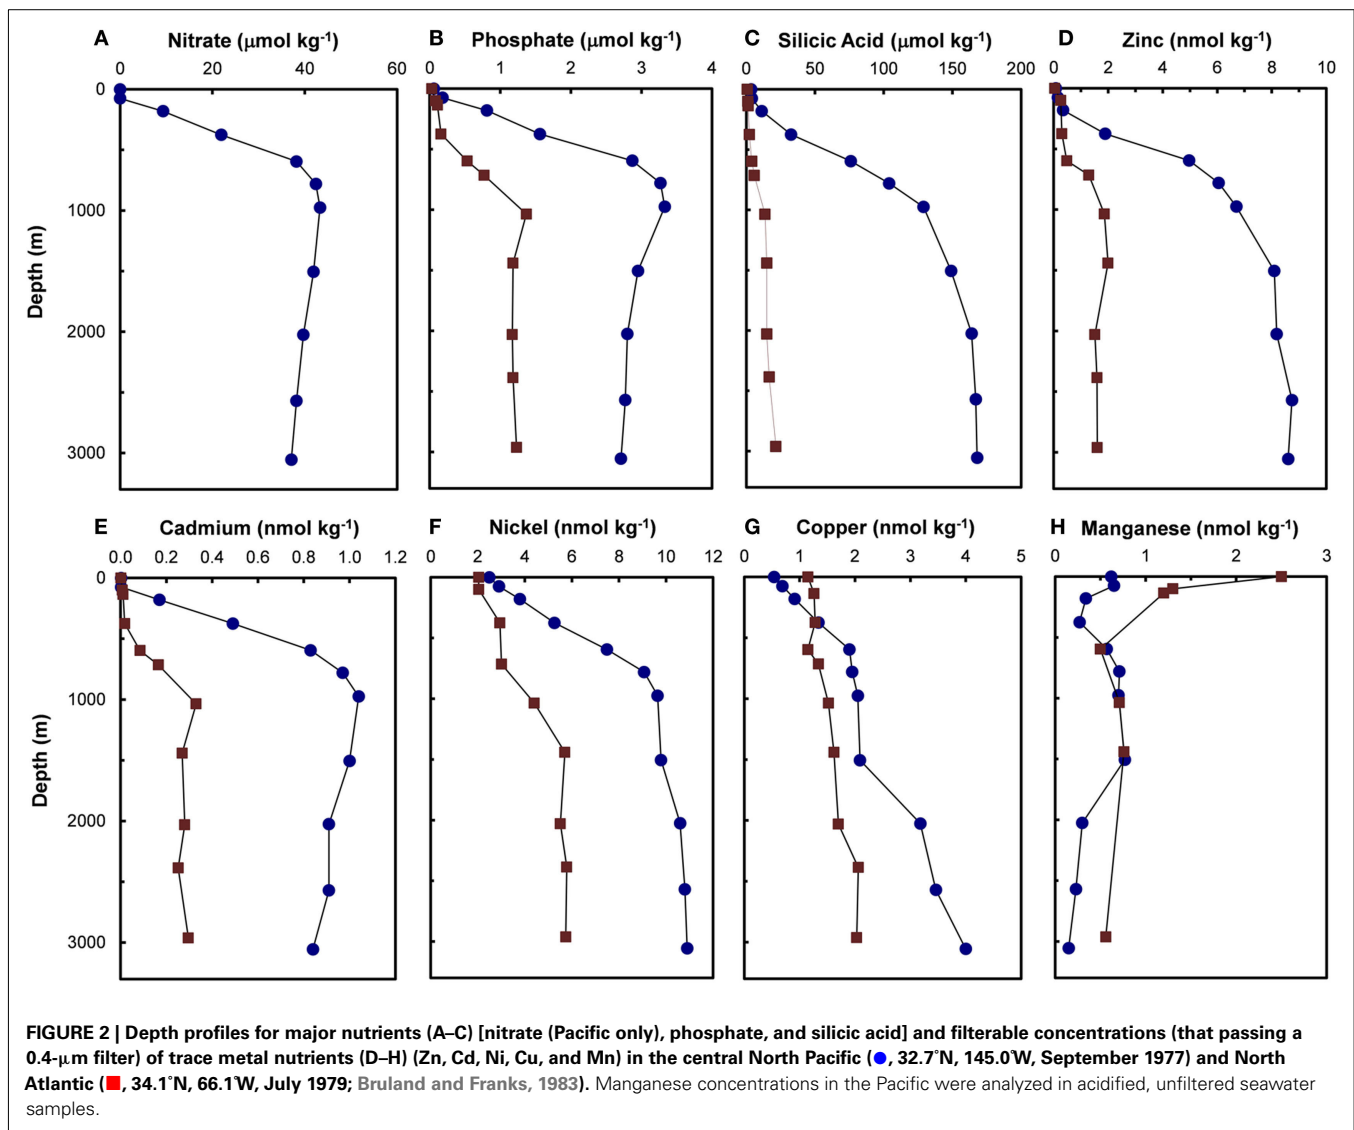 A Nitrate (μmol kg-1)
0 20 40 60
B Phosphate (μmol kg-1)
0 1 2 3 4
C Silicic Acid (μmol kg-1)
0 50 100 150 200
D Zinc (nmol kg-1)
0 2 4 6 8 10
0
1000
2000
3000
Depth (m)
E Cadmium (nmol kg-1)
0.0 0.2 0.4 0.6 0.8 1.0 1.2
F Nickel (nmol kg-1)
0 2 4 6 8 10 12
G Copper (nmol kg-1)
0 1 2 3 4 5
H Manganese (nmol kg-1)
0 1 2 3
0
1000
2000
3000
Depth (m)
FIGURE 2 | Depth profiles for major nutrients (A–C) [nitrate (Pacific only), phosphate, and silicic acid] and filterable concentrations (that passing a
0.4-μm filter) of trace metal nutrients (D–H) (Zn, Cd, Ni, Cu, and Mn) in the central North Pacific (●, 32.7°N, 145.0°W, September 1977) and North
Atlantic (■, 34.1°N, 66.1°W, July 1979; Bruland and Franks, 1983). Manganese concentrations in the Pacific were analyzed in acidified, unfiltered seawater
samples.